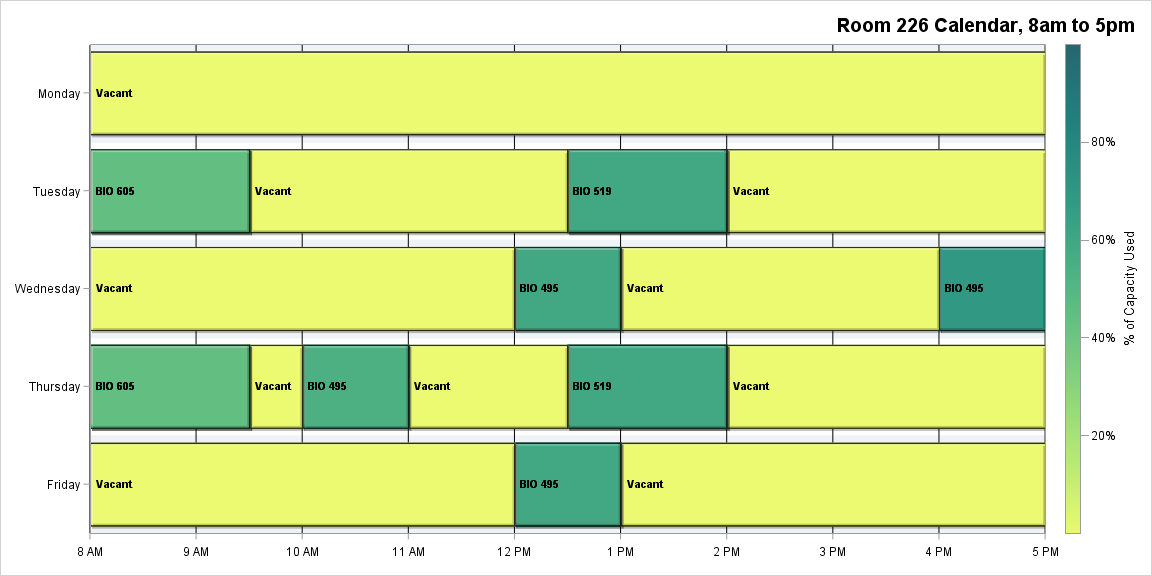 Room 226 Calendar, 8am to 5pm
Monday
Vacant
Tuesday
BIO 605
Vacant
BIO 519
Vacant
Wednesday
Vacant
BIO 495
Vacant
BIO 495
Thursday
BIO 605
Vacant
BIO 495
Vacant
BIO 519
Vacant
Friday
Vacant
BIO 495
Vacant
8 AM
9 AM
10 AM
11 AM
12 PM
1 PM
2 PM
3 PM
4 PM
5 PM
80%
60%
40%
20%
% of Capacity Used